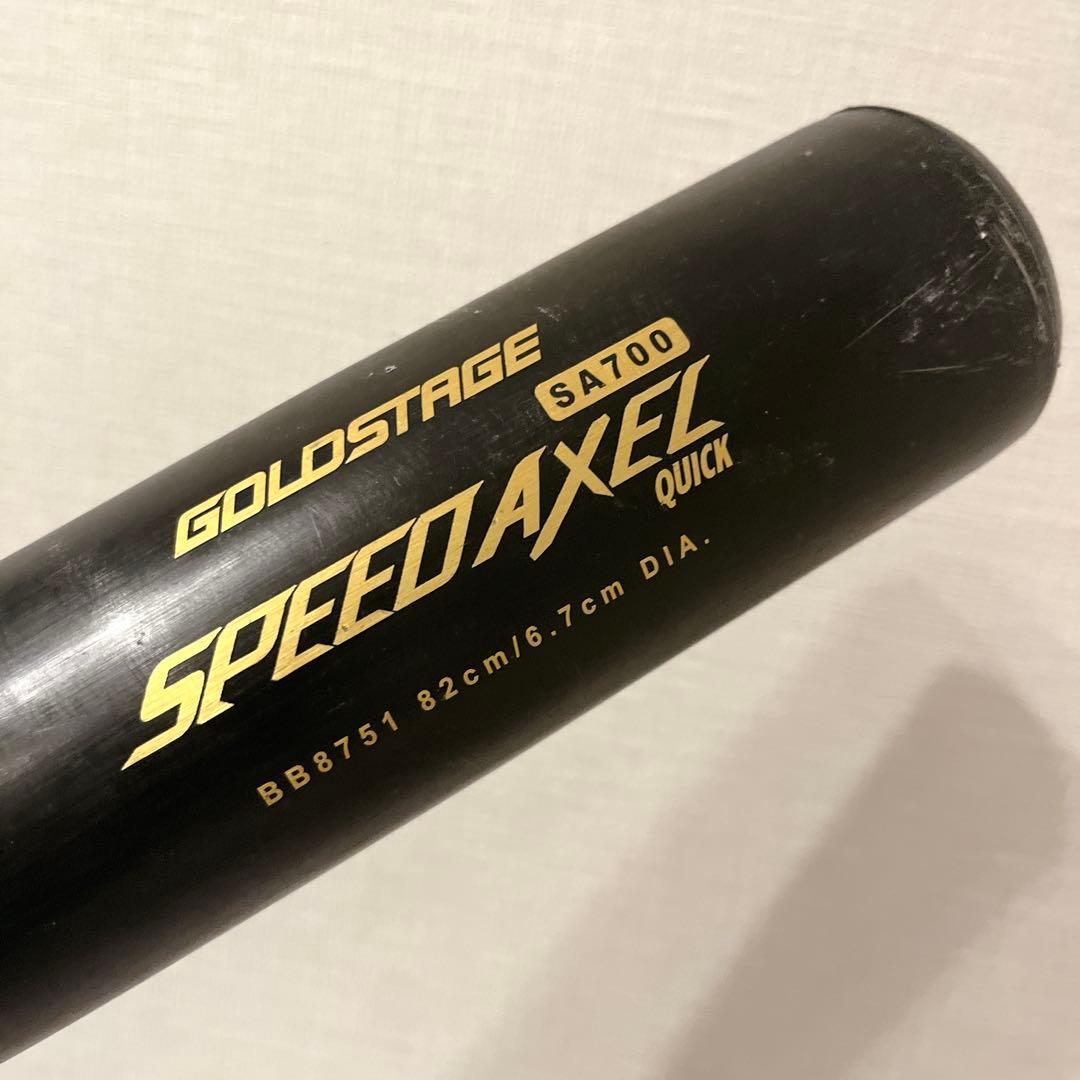 GOLDSTAGE
SA700
SPEED AXEL
QUICK
BB8751 82cm/6.7cm DIA.